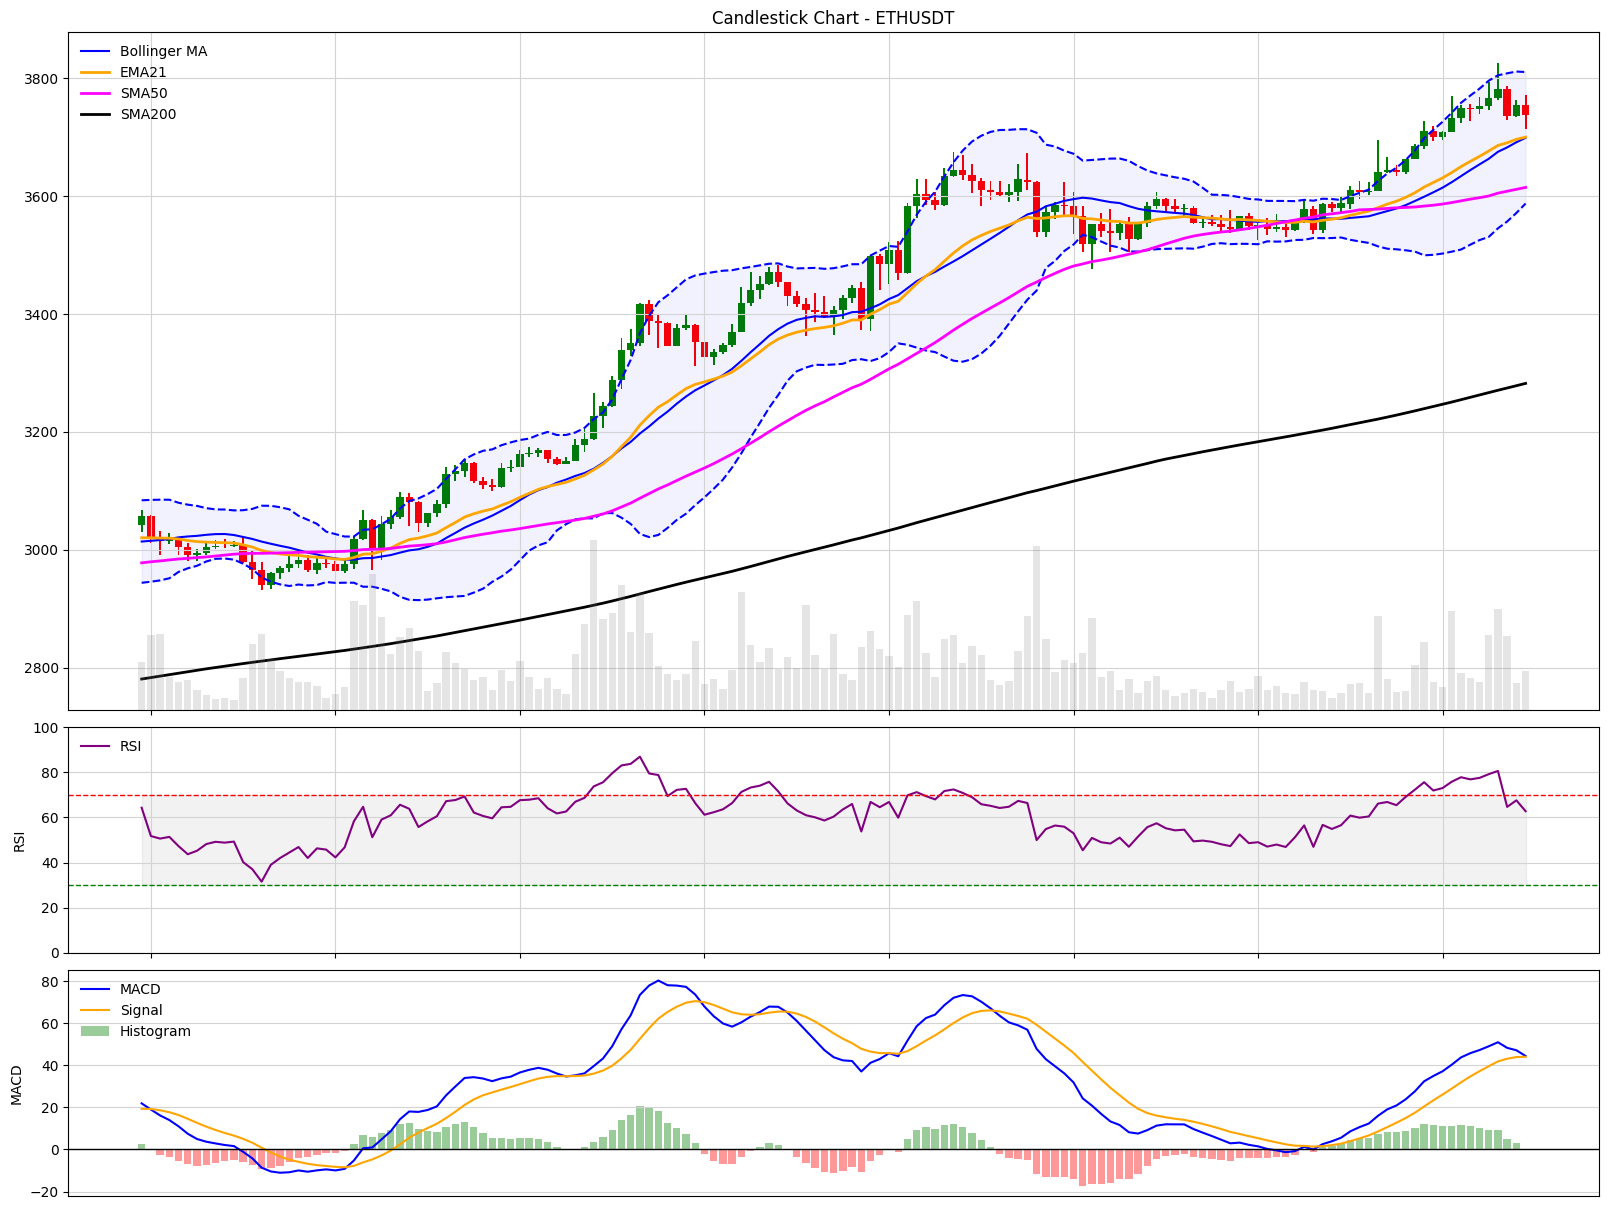 Candlestick Chart - ETHUSDT
Bollinger MA
EMA21
SMA50
SMA200
3800
3600
3400
3200
3000
2800
RSI
100
80
60
40
20
0
RSI
MACD
Signal
Histogram
80
60
40
20
0
−20
MACD